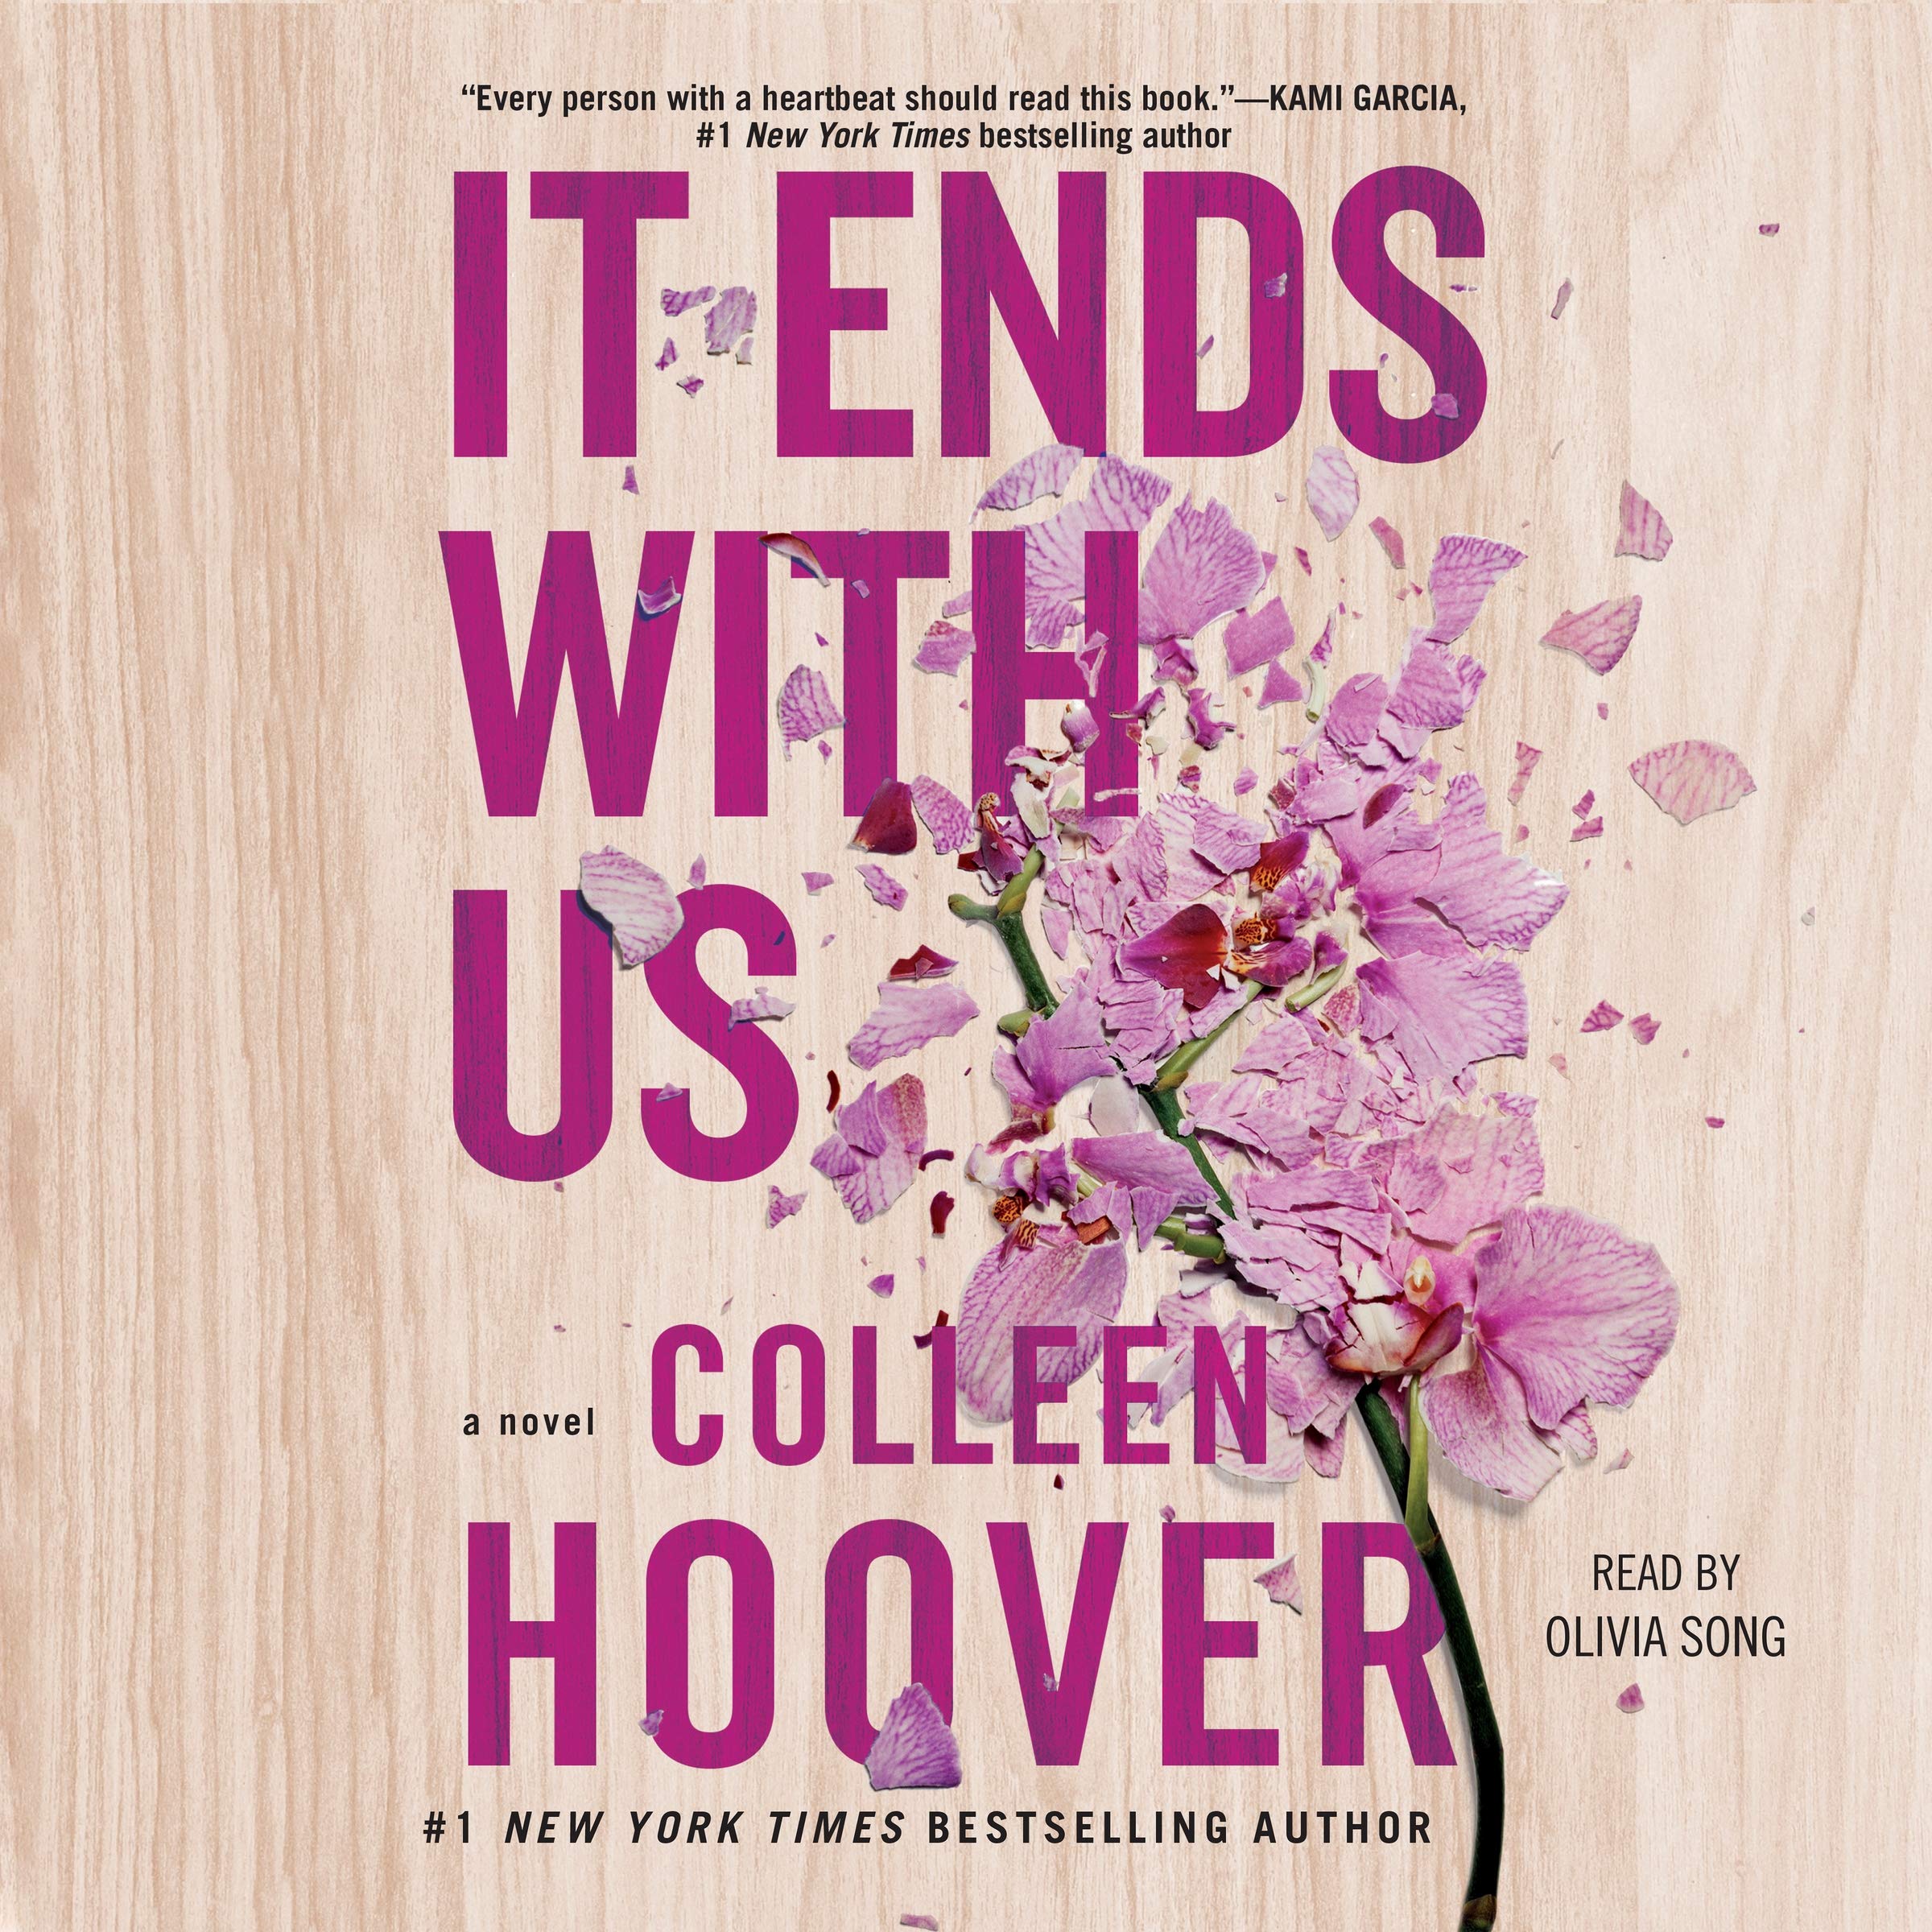 “Every person with a heartbeat should read this book.”—KAMI GARCIA,
#1 New York Times bestselling author
IT ENDS
WITH
US
a novel
COLLEEN
HOOVER
READ BY
OLIVIA SONG
#1 NEW YORK TIMES BESTSELLING AUTHOR